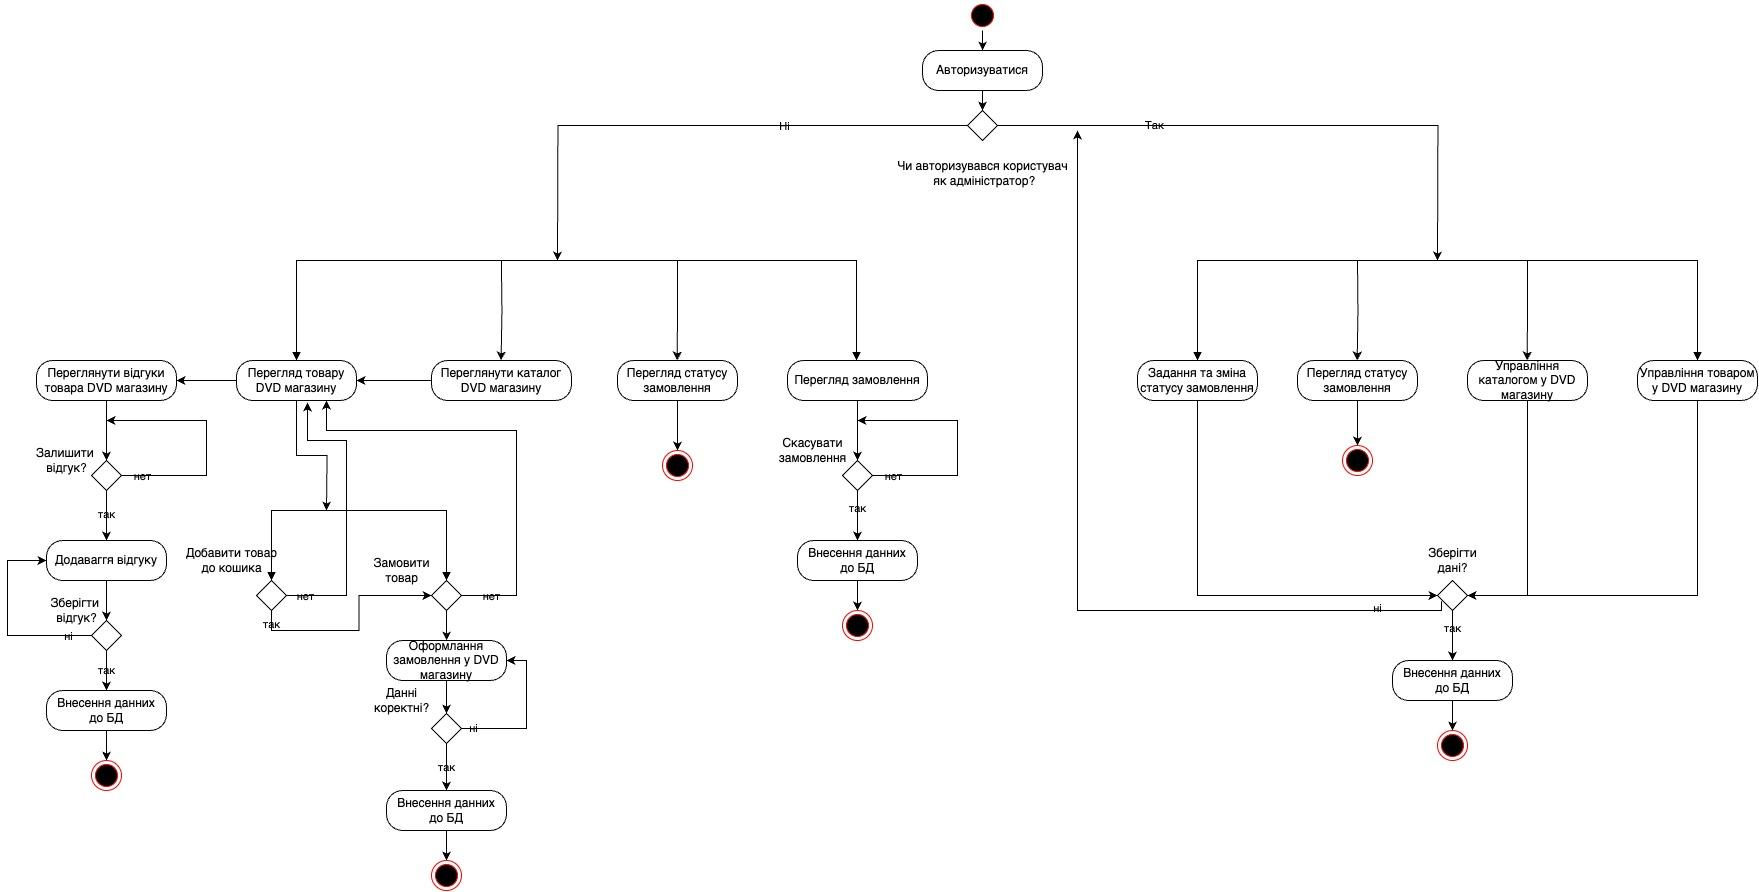 Авторизуватися
Ні
Так
Чи авторизувався користувач
як адміністратор?
Переглянути відгуки
товара DVD магазину
Перегляд товару
DVD магазину
Переглянути каталог
DVD магазину
Перегляд статусу
замовлення
Перегляд замовлення
Задання та зміна
статусу замовлення
Перегляд статусу
замовлення
Управління
каталогом у DVD
магазину
Управління товаром
у DVD магазину
Залишити
відгук?
нет
так
Скасувати
замовлення
нет
так
Додаваггя відгуку
Добавити товар
до кошика
нет
так
Замовити
товар
нет
Внесення данних
до БД
Зберігти
дані?
ні
так
Зберігти
відгук?
ні
так
Оформлання
замовлення у DVD
магазину
Данні
коректні?
ні
так
Внесення данних
до БД
Внесення данних
до БД
Внесення данних
до БД